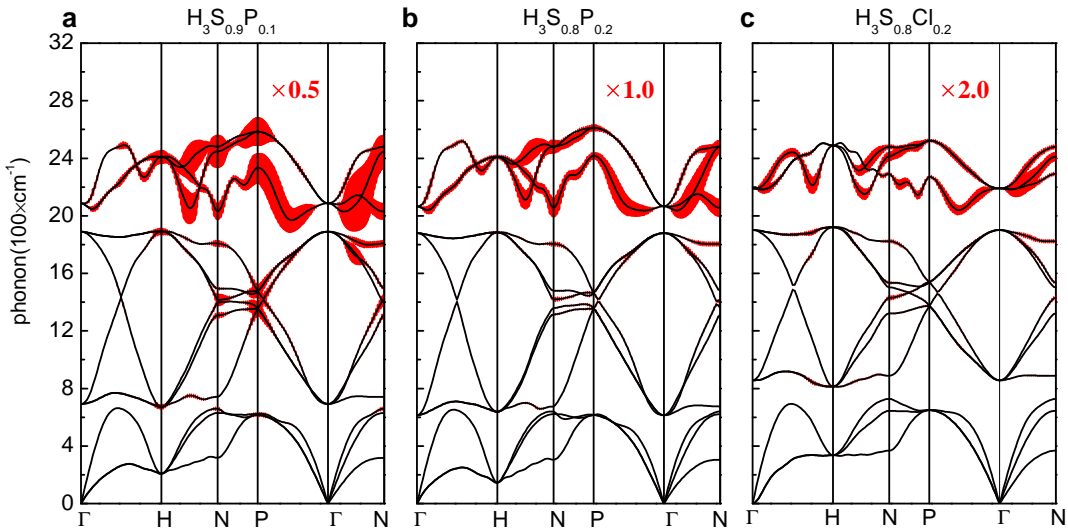 a H₃S₀.₉P₀.₁
b H₃S₀.₈P₀.₂
c H₃S₀.₈Cl₀.₂
phonon(100×cm⁻¹)
32
28
24
20
16
12
8
4
0
×0.5
×1.0
×2.0
Γ H N P Γ N
Γ H N P Γ N
Γ H N P Γ N